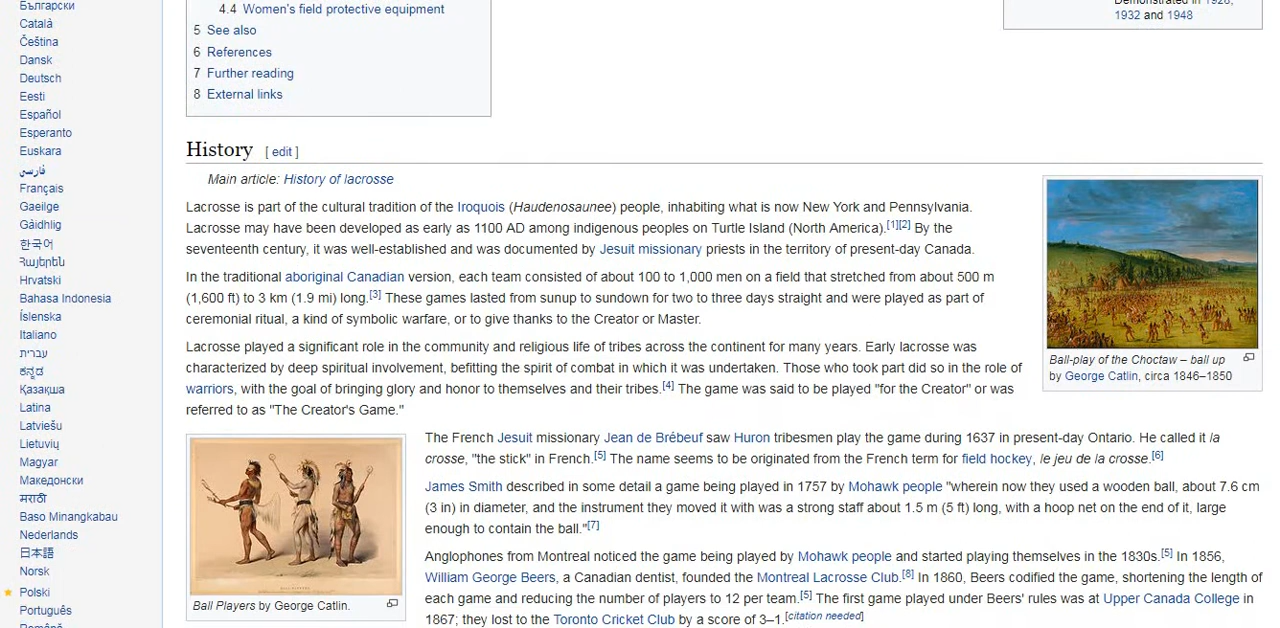 Български
Català
Čeština
Dansk
Deutsch
Eesti
Español
Esperanto
Euskara
فارسی
Français
Gaeilge
Gàidhlig
한국어
Հայերեն
Hrvatski
Bahasa Indonesia
Íslenska
Italiano
עברית
ಕನ್ನಡ
Қазақша
Latina
Latviešu
Lietuvių
Magyar
Македонски
मराठी
Baso Minangkabau
Nederlands
日本語
Norsk
Polski
Português
Română
4.4 Women's field protective equipment
5 See also
6 References
7 Further reading
8 External links
Demonstrated in 1928,
1932 and 1948
History [ edit ]
Main article: History of lacrosse
Lacrosse is part of the cultural tradition of the Iroquois (Haudenosaunee) people, inhabiting what is now New York and Pennsylvania.
Lacrosse may have been developed as early as 1100 AD among indigenous peoples on Turtle Island (North America).[1][2] By the
seventeenth century, it was well-established and was documented by Jesuit missionary priests in the territory of present-day Canada.
In the traditional aboriginal Canadian version, each team consisted of about 100 to 1,000 men on a field that stretched from about 500 m
(1,600 ft) to 3 km (1.9 mi) long.[3] These games lasted from sunup to sundown for two to three days straight and were played as part of
ceremonial ritual, a kind of symbolic warfare, or to give thanks to the Creator or Master.
Lacrosse played a significant role in the community and religious life of tribes across the continent for many years. Early lacrosse was
characterized by deep spiritual involvement, befitting the spirit of combat in which it was undertaken. Those who took part did so in the role of
warriors, with the goal of bringing glory and honor to themselves and their tribes.[4] The game was said to be played "for the Creator" or was
referred to as "The Creator's Game."
Ball-play of the Choctaw – ball up
by George Catlin, circa 1846–1850
The French Jesuit missionary Jean de Brébeuf saw Huron tribesmen play the game during 1637 in present-day Ontario. He called it la
crosse, "the stick" in French.[5] The name seems to be originated from the French term for field hockey, le jeu de la crosse.[6]
James Smith described in some detail a game being played in 1757 by Mohawk people "wherein now they used a wooden ball, about 7.6 cm
(3 in) in diameter, and the instrument they moved it with was a strong staff about 1.5 m (5 ft) long, with a hoop net on the end of it, large
enough to contain the ball."[7]
Anglophones from Montreal noticed the game being played by Mohawk people and started playing themselves in the 1830s.[5] In 1856,
William George Beers, a Canadian dentist, founded the Montreal Lacrosse Club.[8] In 1860, Beers codified the game, shortening the length of
each game and reducing the number of players to 12 per team.[5] The first game played under Beers' rules was at Upper Canada College in
1867; they lost to the Toronto Cricket Club by a score of 3–1.[citation needed]
Ball Players by George Catlin.